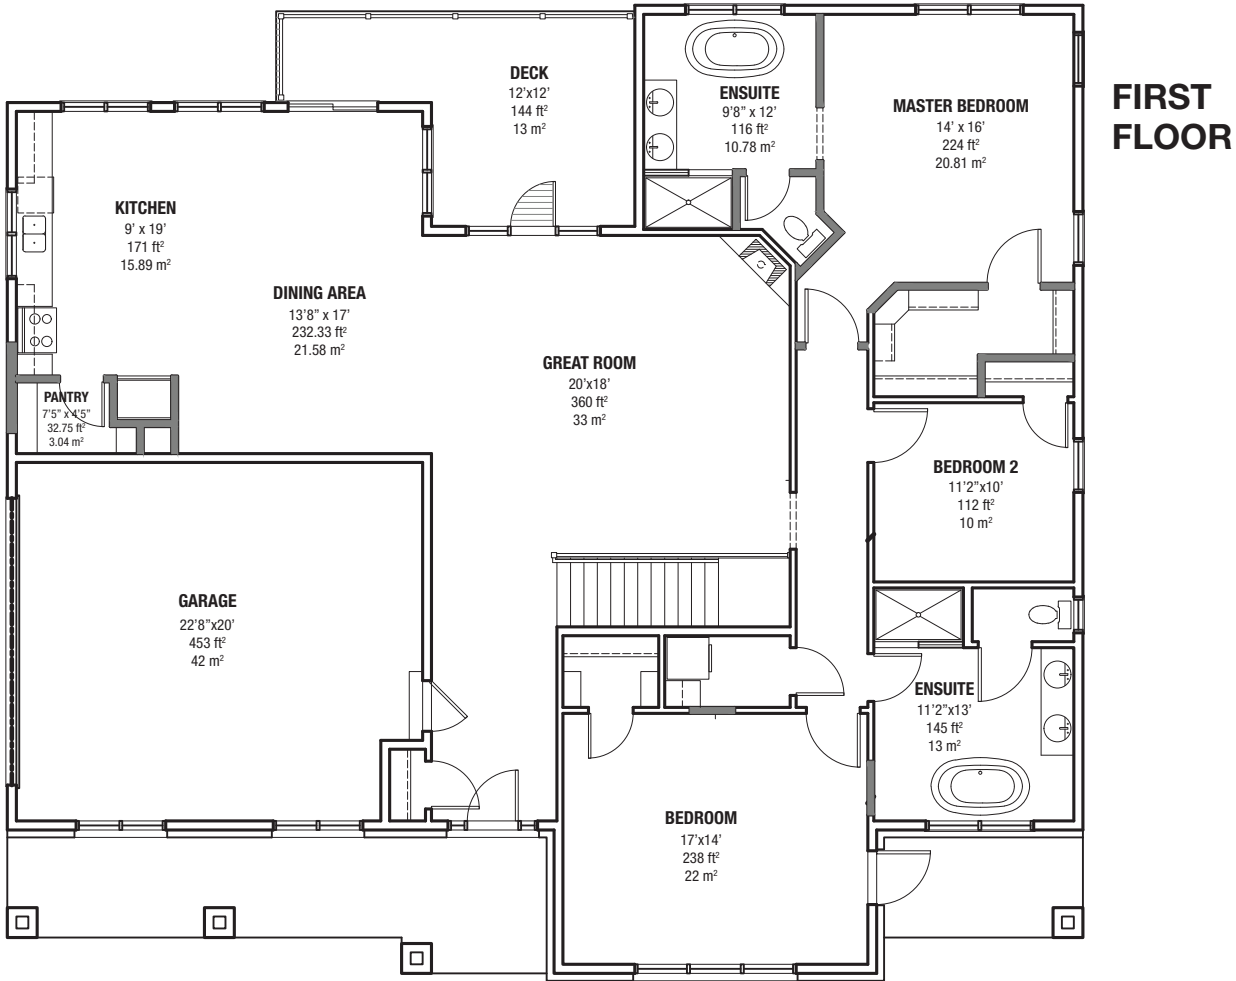 FIRST
FLOOR
DECK
12'x12'
144 ft²
13 m²
ENSUITE
9'8” x 12'
116 ft²
10.78 m²
MASTER BEDROOM
14' x 16'
224 ft²
20.81 m²
KITCHEN
9' x 19'
171 ft²
15.89 m²
DINING AREA
13'8” x 17'
232.33 ft²
21.58 m²
GREAT ROOM
20'x18'
360 ft²
33 m²
PANTRY
7'5” x 4'5”
32.75 ft²
3.04 m²
BEDROOM 2
11'2”x10'
112 ft²
10 m²
GARAGE
22'8”x20'
453 ft²
42 m²
ENSUITE
11'2”x13'
145 ft²
13 m²
BEDROOM
17'x14'
238 ft²
22 m²